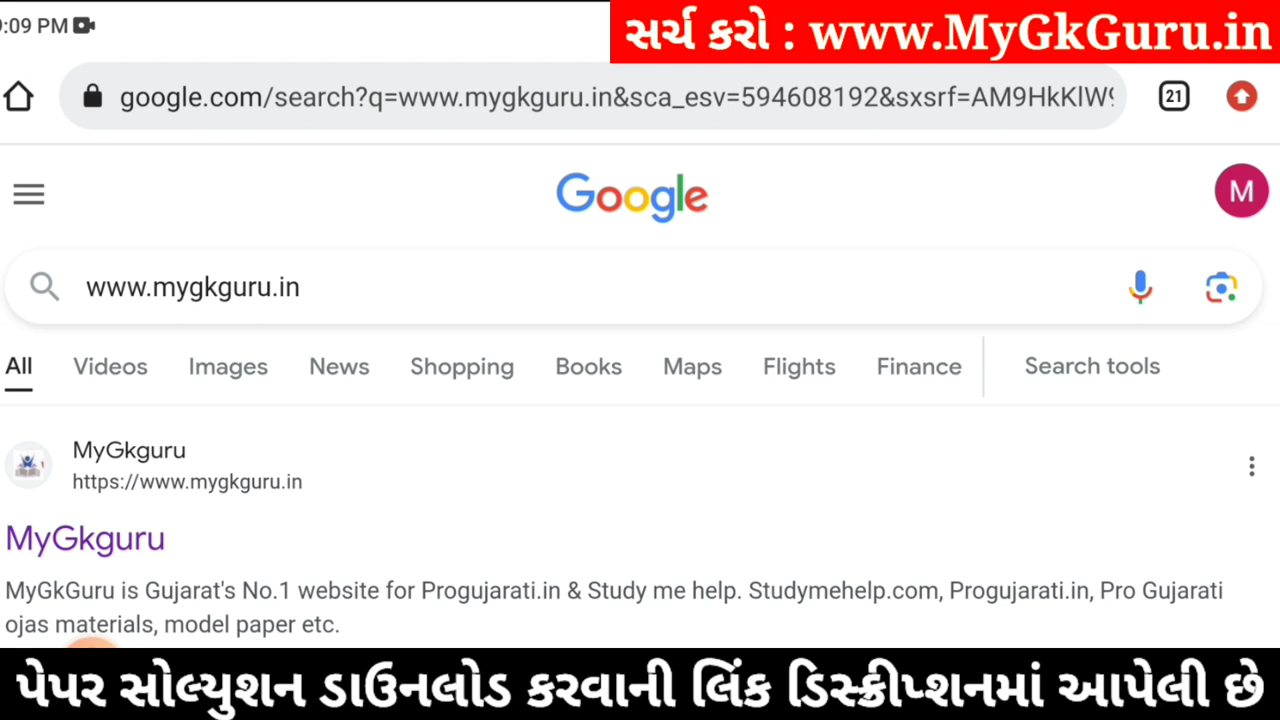 :09 PM
સર્ચ કરો : www.MyGkGuru.in
google.com/search?q=www.mygkguru.in&sca_esv=594608192&sxsrf=AM9HkKlW9
21
Google
M
www.mygkguru.in
All Videos Images News Shopping Books Maps Flights Finance Search tools
MyGkguru
https://www.mygkguru.in
MyGkguru
MyGkGuru is Gujarat's No.1 website for Progujarati.in & Study me help. Studymehelp.com, Progujarati.in, Pro Gujarati
ojas materials, model paper etc.
પેપર સોલ્યુશન ડાઉનલોડ કરવાની લિંક ડિસ્ક્રીપ્શનમાં આપેલી છે